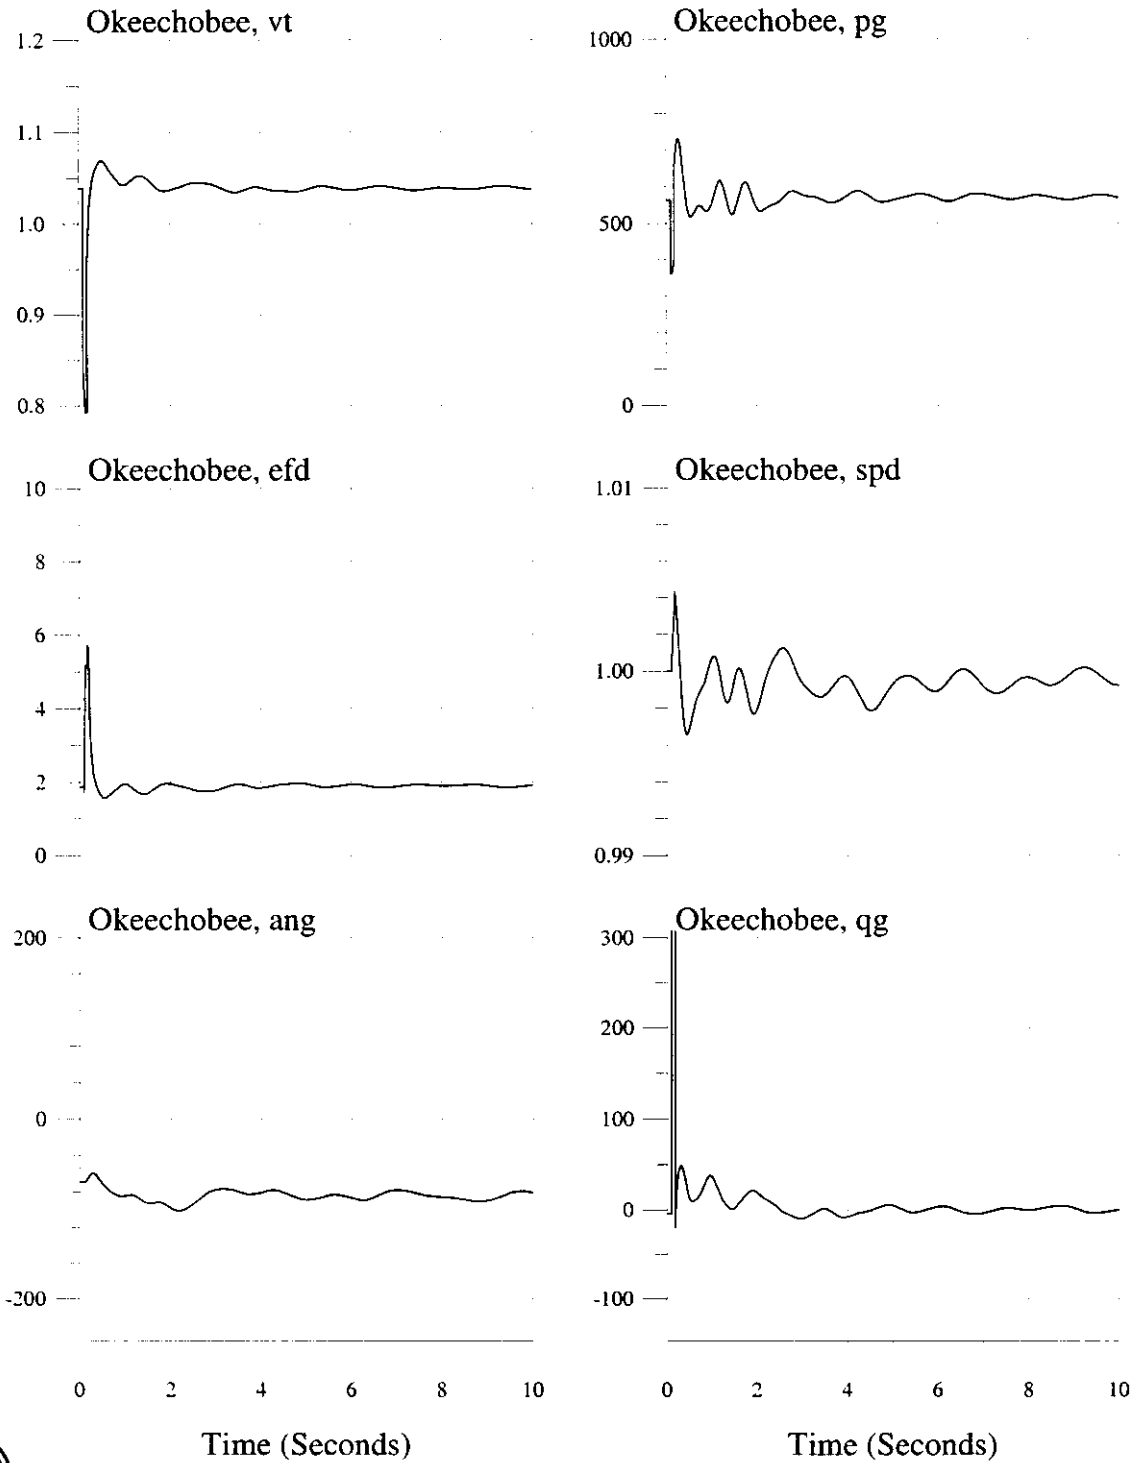 Okeechobee, vt
1.2
1.1
1.0
0.9
0.8
Okeechobee, pg
1000
500
0
Okeechobee, efd
10
8
6
4
2
0
Okeechobee, spd
1.01
1.00
0.99
Okeechobee, ang
200
0
-200
0 2 4 6 8 10
Time (Seconds)
Okeechobee, qg
300
200
100
0
-100
0 2 4 6 8 10
Time (Seconds)